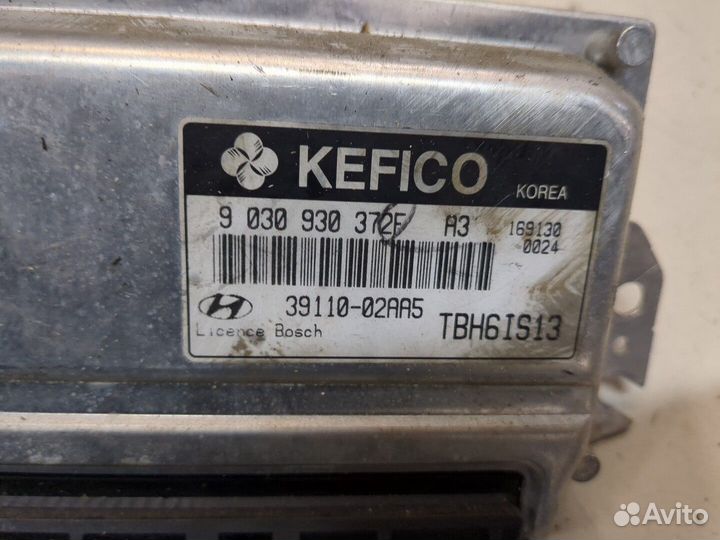 KEFICO
KOREA
9 030 930 372F A3 169130
0024
39110-02AA5
Licence Bosch
TBH6IS13
Avito